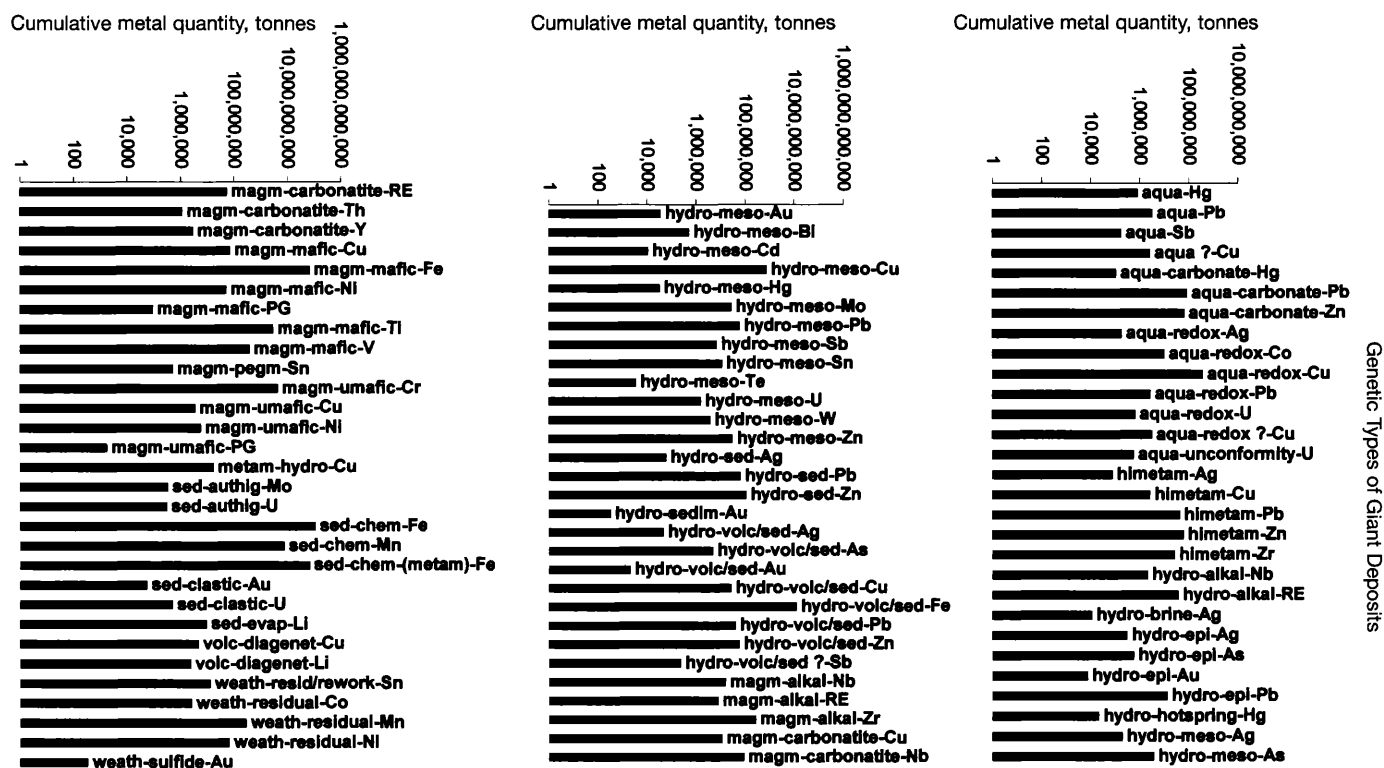 Cumulative metal quantity, tonnes
1
100
10,000
1,000,000
100,000,000
10,000,000,000
1,000,000,000,000
magm-carbonatite-RE
magm-carbonatite-Th
magm-carbonatite-Y
magm-mafic-Cu
magm-mafic-Fe
magm-mafic-Ni
magm-mafic-PG
magm-mafic-Ti
magm-mafic-V
magm-pegm-Sn
magm-umafic-Cr
magm-umafic-Cu
magm-umafic-Ni
magm-umafic-PG
metam-hydro-Cu
sed-authig-Mo
sed-authig-U
sed-chem-Fe
sed-chem-Mn
sed-chem-(metam)-Fe
sed-clastic-Au
sed-clastic-U
sed-evap-Li
volc-diagenet-Cu
volc-diagenet-Li
weath-resid/rework-Sn
weath-residual-Co
weath-residual-Mn
weath-residual-Ni
weath-sulfide-Au
Cumulative metal quantity, tonnes
1
100
10,000
1,000,000
100,000,000
10,000,000,000
1,000,000,000,000
hydro-meso-Au
hydro-meso-Bi
hydro-meso-Cd
hydro-meso-Cu
hydro-meso-Hg
hydro-meso-Mo
hydro-meso-Pb
hydro-meso-Sb
hydro-meso-Sn
hydro-meso-Te
hydro-meso-U
hydro-meso-W
hydro-meso-Zn
hydro-sed-Ag
hydro-sed-Pb
hydro-sed-Zn
hydro-sedim-Au
hydro-volc/sed-Ag
hydro-volc/sed-As
hydro-volc/sed-Au
hydro-volc/sed-Cu
hydro-volc/sed-Fe
hydro-volc/sed-Pb
hydro-volc/sed-Zn
hydro-volc/sed ?-Sb
magm-alkal-Nb
magm-alkal-RE
magm-alkal-Zr
magm-carbonatite-Cu
magm-carbonatite-Nb
Cumulative metal quantity, tonnes
1
100
10,000
1,000,000
100,000,000
10,000,000,000
aqua-Hg
aqua-Pb
aqua-Sb
aqua ?-Cu
aqua-carbonate-Hg
aqua-carbonate-Pb
aqua-carbonate-Zn
aqua-redox-Ag
aqua-redox-Co
aqua-redox-Cu
aqua-redox-Pb
aqua-redox-U
aqua-redox ?-Cu
aqua-unconformity-U
himetam-Ag
himetam-Cu
himetam-Pb
himetam-Zn
himetam-Zr
hydro-alkal-Nb
hydro-alkal-RE
hydro-brine-Ag
hydro-epi-Ag
hydro-epi-As
hydro-epi-Au
hydro-epi-Pb
hydro-hotspring-Hg
hydro-meso-Ag
hydro-meso-As
Genetic Types of Giant Deposits